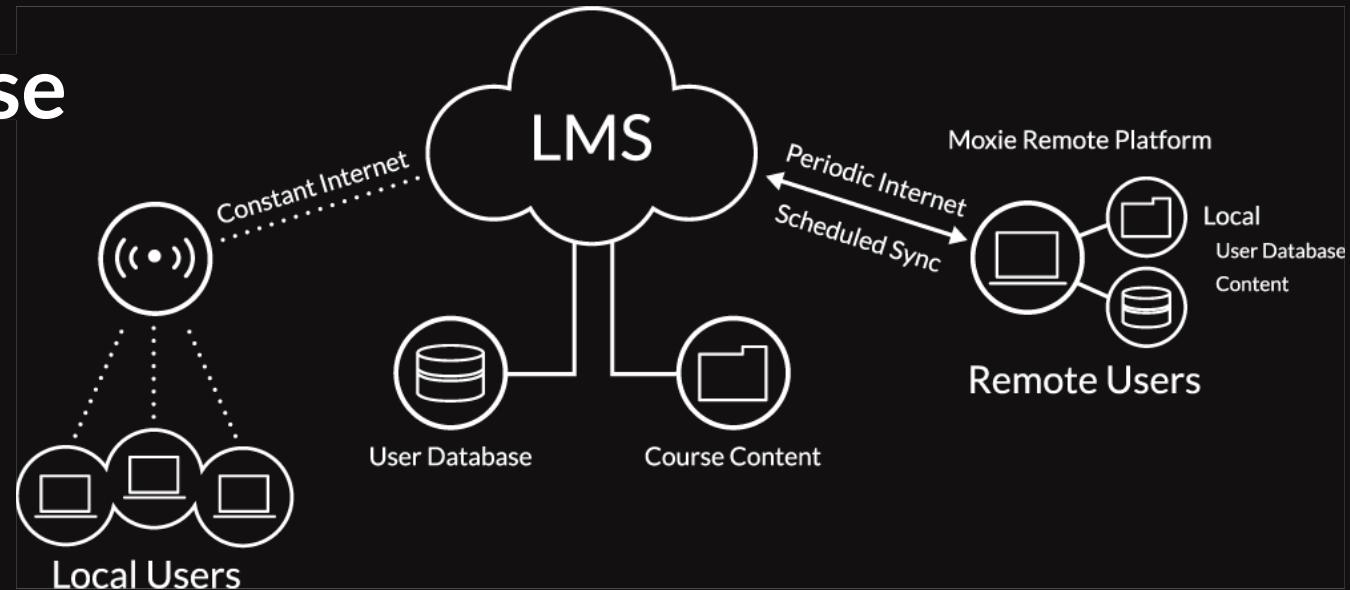 se
LMS
Constant Internet
Periodic Internet
Scheduled Sync
Moxie Remote Platform
Local
User Database
Content
Remote Users
User Database
Course Content
Local Users